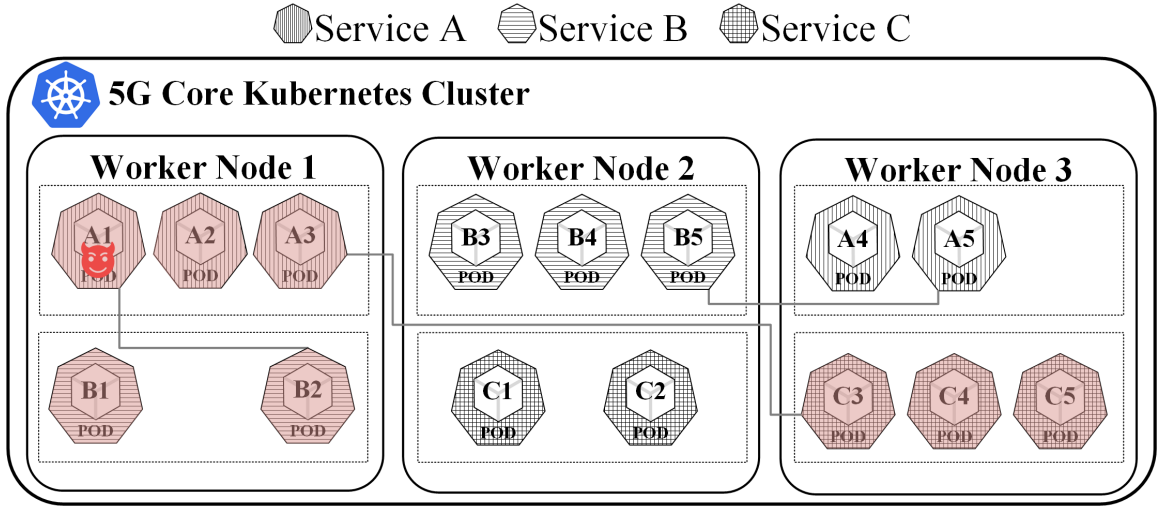 Service A Service B Service C
5G Core Kubernetes Cluster
Worker Node 1
A1 A2 A3
POD POD POD
B1 B2
POD POD
Worker Node 2
B3 B4 B5
POD POD POD
C1 C2
POD POD
Worker Node 3
A4 A5
POD POD
C3 C4 C5
POD POD POD